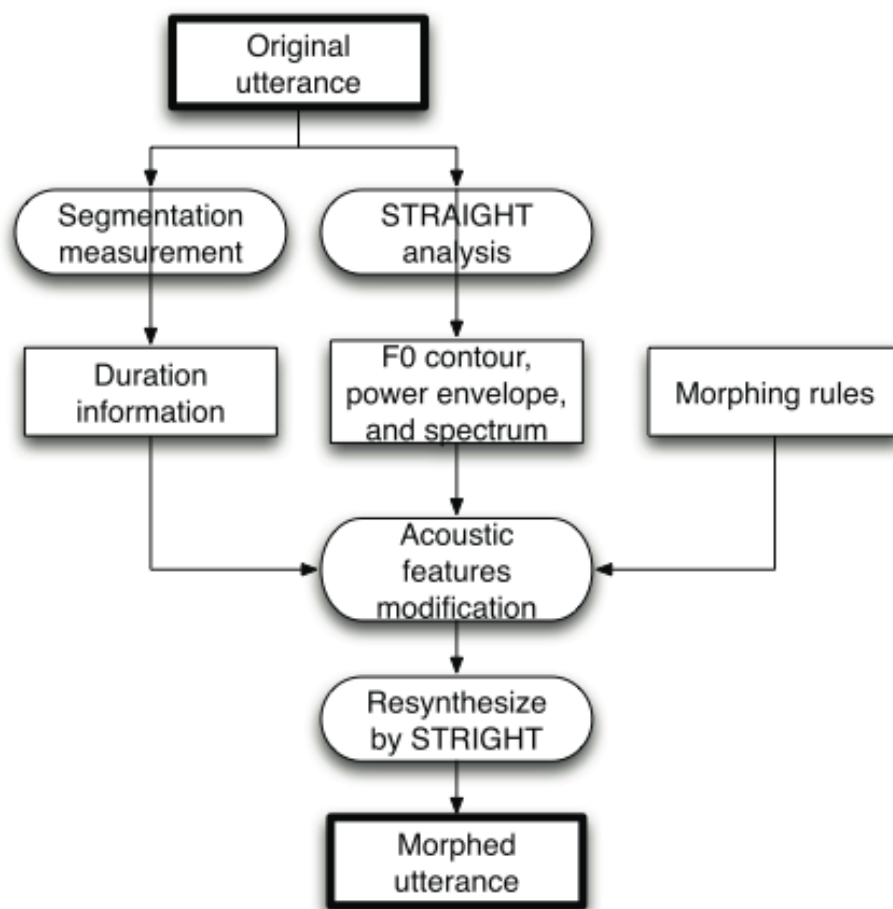 Original
utterance
Segmentation
measurement
STRAIGHT
analysis
Duration
information
F0 contour,
power envelope,
and spectrum
Morphing rules
Acoustic
features
modification
Resynthesize
by STRIGHT
Morphed
utterance